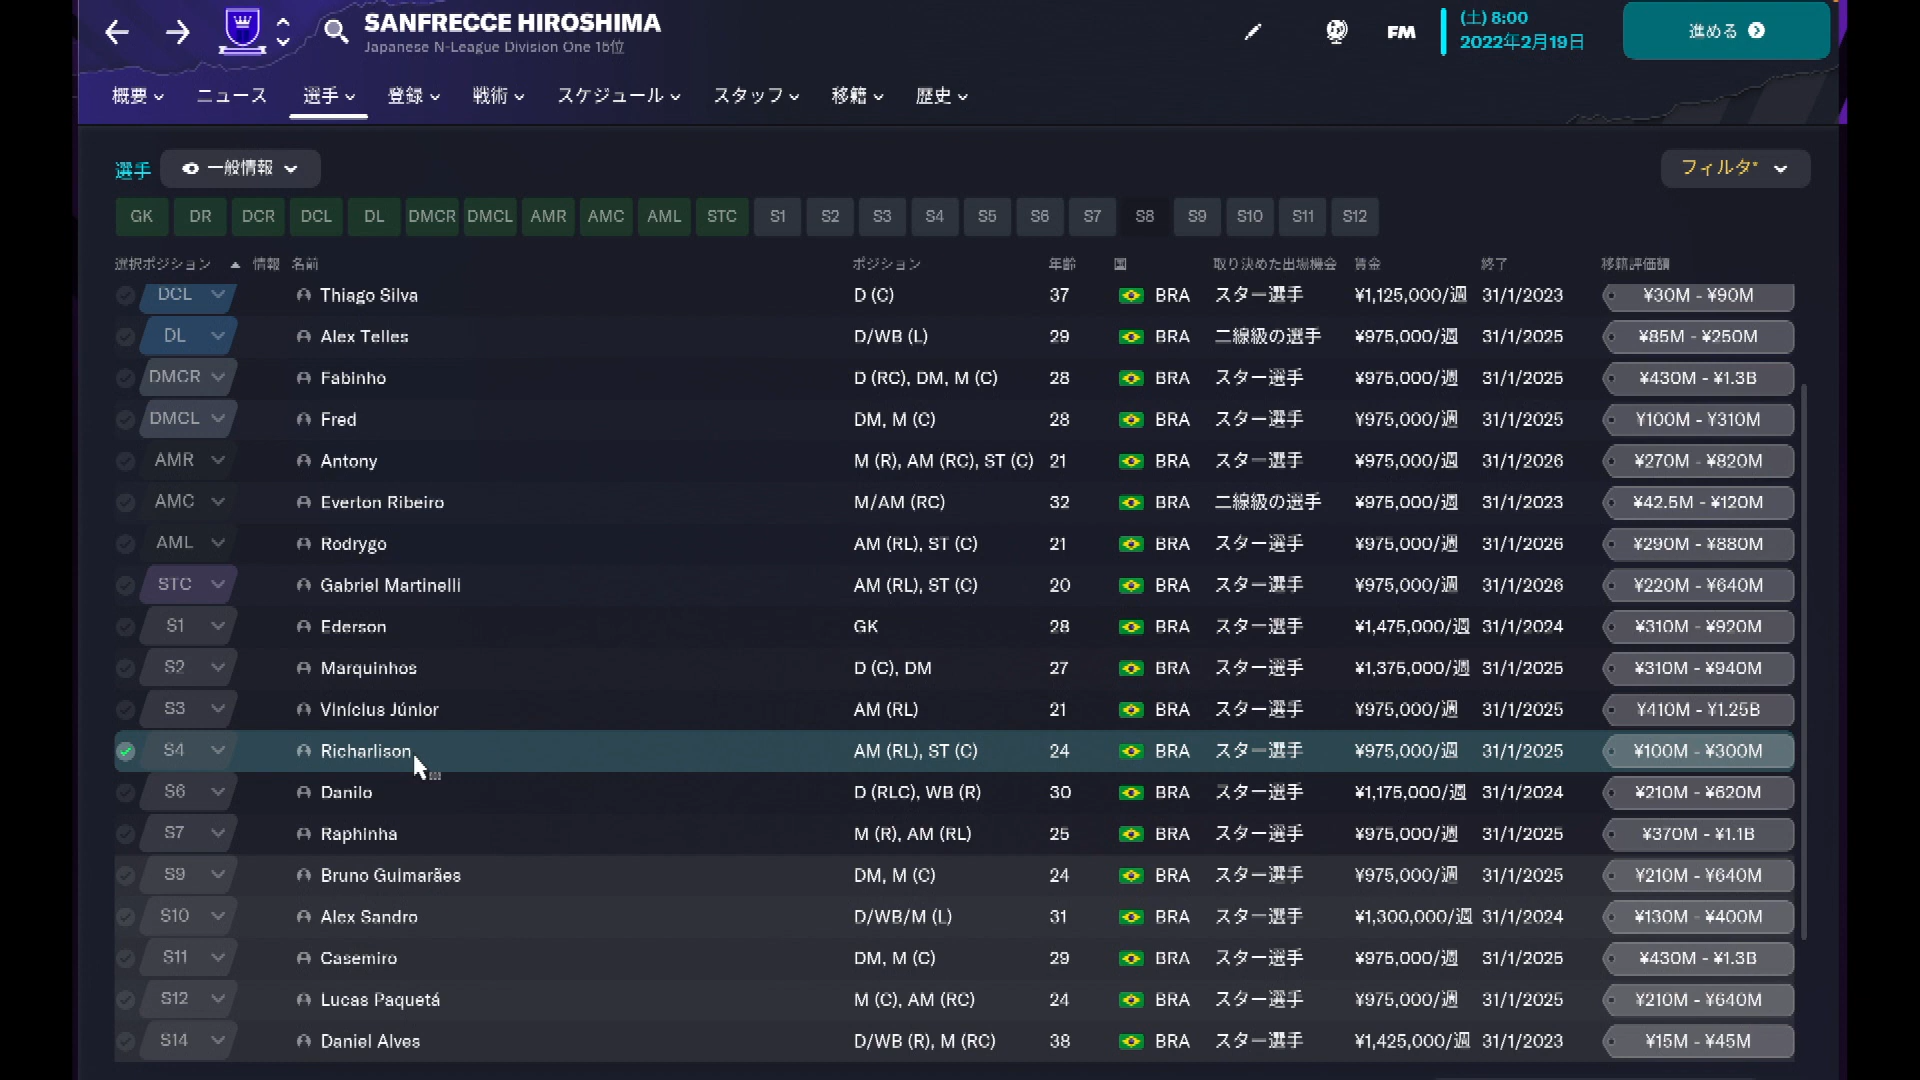 SANFRECCE HIROSHIMA
Japanese N-League Division One 15位
FM
(土) 8:00
2022年2月19日
進める
概要 ニュース 選手 登録 戦術 スケジュール スタッフ 移籍 歴史
選手 一般情報 フィルタ*
GK DR DCR DCL DL DMCR DMCL AMR AMC AML STC S1 S2 S3 S4 S5 S6 S7 S8 S9 S10 S11 S12
選択ポジション 情報 名前 ポジション 年齢 国 取り決めた出場機会 賃金 終了 移籍評価額
DCL Thiago Silva D (C) 37 BRA スター選手 ¥1,125,000/週 31/1/2023 ¥30M - ¥90M
DL Alex Telles D/WB (L) 29 BRA 二線級の選手 ¥975,000/週 31/1/2025 ¥85M - ¥250M
DMCR Fabinho D (RC), DM, M (C) 28 BRA スター選手 ¥975,000/週 31/1/2025 ¥430M - ¥1.3B
DMCL Fred DM, M (C) 28 BRA スター選手 ¥975,000/週 31/1/2025 ¥100M - ¥310M
AMR Antony M (R), AM (RC), ST (C) 21 BRA スター選手 ¥975,000/週 31/1/2026 ¥270M - ¥820M
AMC Everton Ribeiro M/AM (RC) 32 BRA 二線級の選手 ¥975,000/週 31/1/2023 ¥42.5M - ¥120M
AML Rodrygo AM (RL), ST (C) 21 BRA スター選手 ¥975,000/週 31/1/2026 ¥290M - ¥880M
STC Gabriel Martinelli AM (RL), ST (C) 20 BRA スター選手 ¥975,000/週 31/1/2026 ¥220M - ¥640M
S1 Ederson GK 28 BRA スター選手 ¥1,475,000/週 31/1/2024 ¥310M - ¥920M
S2 Marquinhos D (C), DM 27 BRA スター選手 ¥1,375,000/週 31/1/2025 ¥310M - ¥940M
S3 Vinícius Júnior AM (RL) 21 BRA スター選手 ¥975,000/週 31/1/2025 ¥410M - ¥1.25B
S4 Richarlison AM (RL), ST (C) 24 BRA スター選手 ¥975,000/週 31/1/2025 ¥100M - ¥300M
S6 Danilo D (RLC), WB (R) 30 BRA スター選手 ¥1,175,000/週 31/1/2024 ¥210M - ¥620M
S7 Raphinha M (R), AM (RL) 25 BRA スター選手 ¥975,000/週 31/1/2025 ¥370M - ¥1.1B
S9 Bruno Guimarães DM, M (C) 24 BRA スター選手 ¥975,000/週 31/1/2025 ¥210M - ¥640M
S10 Alex Sandro D/WB/M (L) 31 BRA スター選手 ¥1,300,000/週 31/1/2024 ¥130M - ¥400M
S11 Casemiro DM, M (C) 29 BRA スター選手 ¥975,000/週 31/1/2025 ¥430M - ¥1.3B
S12 Lucas Paquetá M (C), AM (RC) 24 BRA スター選手 ¥975,000/週 31/1/2025 ¥210M - ¥640M
S14 Daniel Alves D/WB (R), M (RC) 38 BRA スター選手 ¥1,425,000/週 31/1/2023 ¥15M - ¥45M